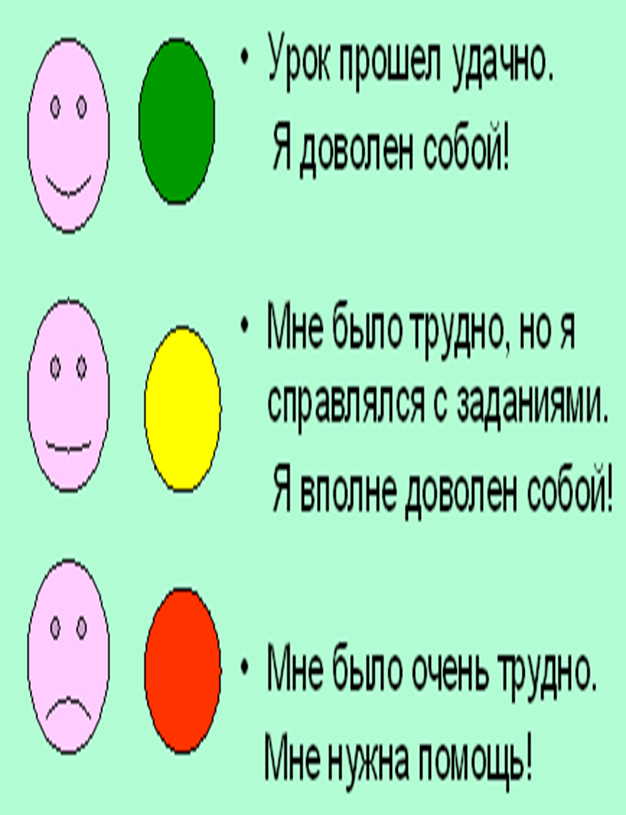 • Урок прошел удачно.
Я доволен собой!
• Мне было трудно, но я
справлялся с заданиями.
Я вполне доволен собой!
• Мне было очень трудно.
Мне нужна помощь!